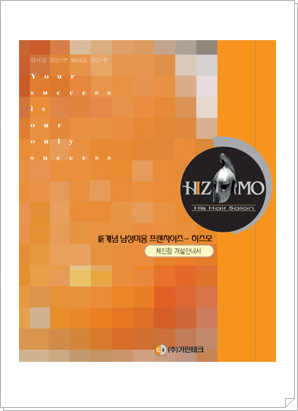 Your
success
is
our
only
success
HIZMO
His Hair Salon
新개념 남성미용 프랜차이즈- 히즈모
체인점 개설안내서
(주)가인테크